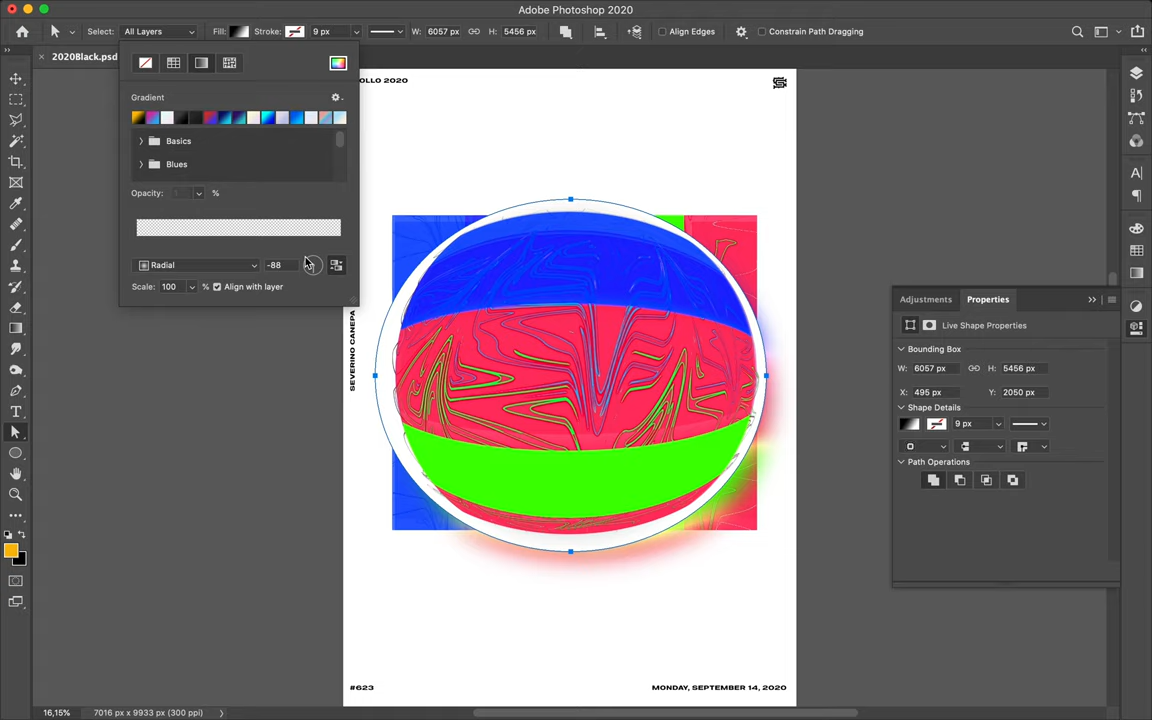 Adobe Photoshop 2020
Select: All Layers Fill: Stroke: 9 px W: 6057 px H: 5456 px Align Edges Constrain Path Dragging
2020Black.psd
OLLO 2020
Gradient
Basics
Blues
Opacity: %
Radial -88
Scale: 100 % Align with layer
SEVERINO CANEPA
Adjustments Properties
Live Shape Properties
Bounding Box
W: 6057 px H: 5456 px
X: 495 px Y: 2050 px
Shape Details
9 px
Path Operations
#623 MONDAY, SEPTEMBER 14, 2020
16,15% 7016 px x 9933 px (300 ppi)